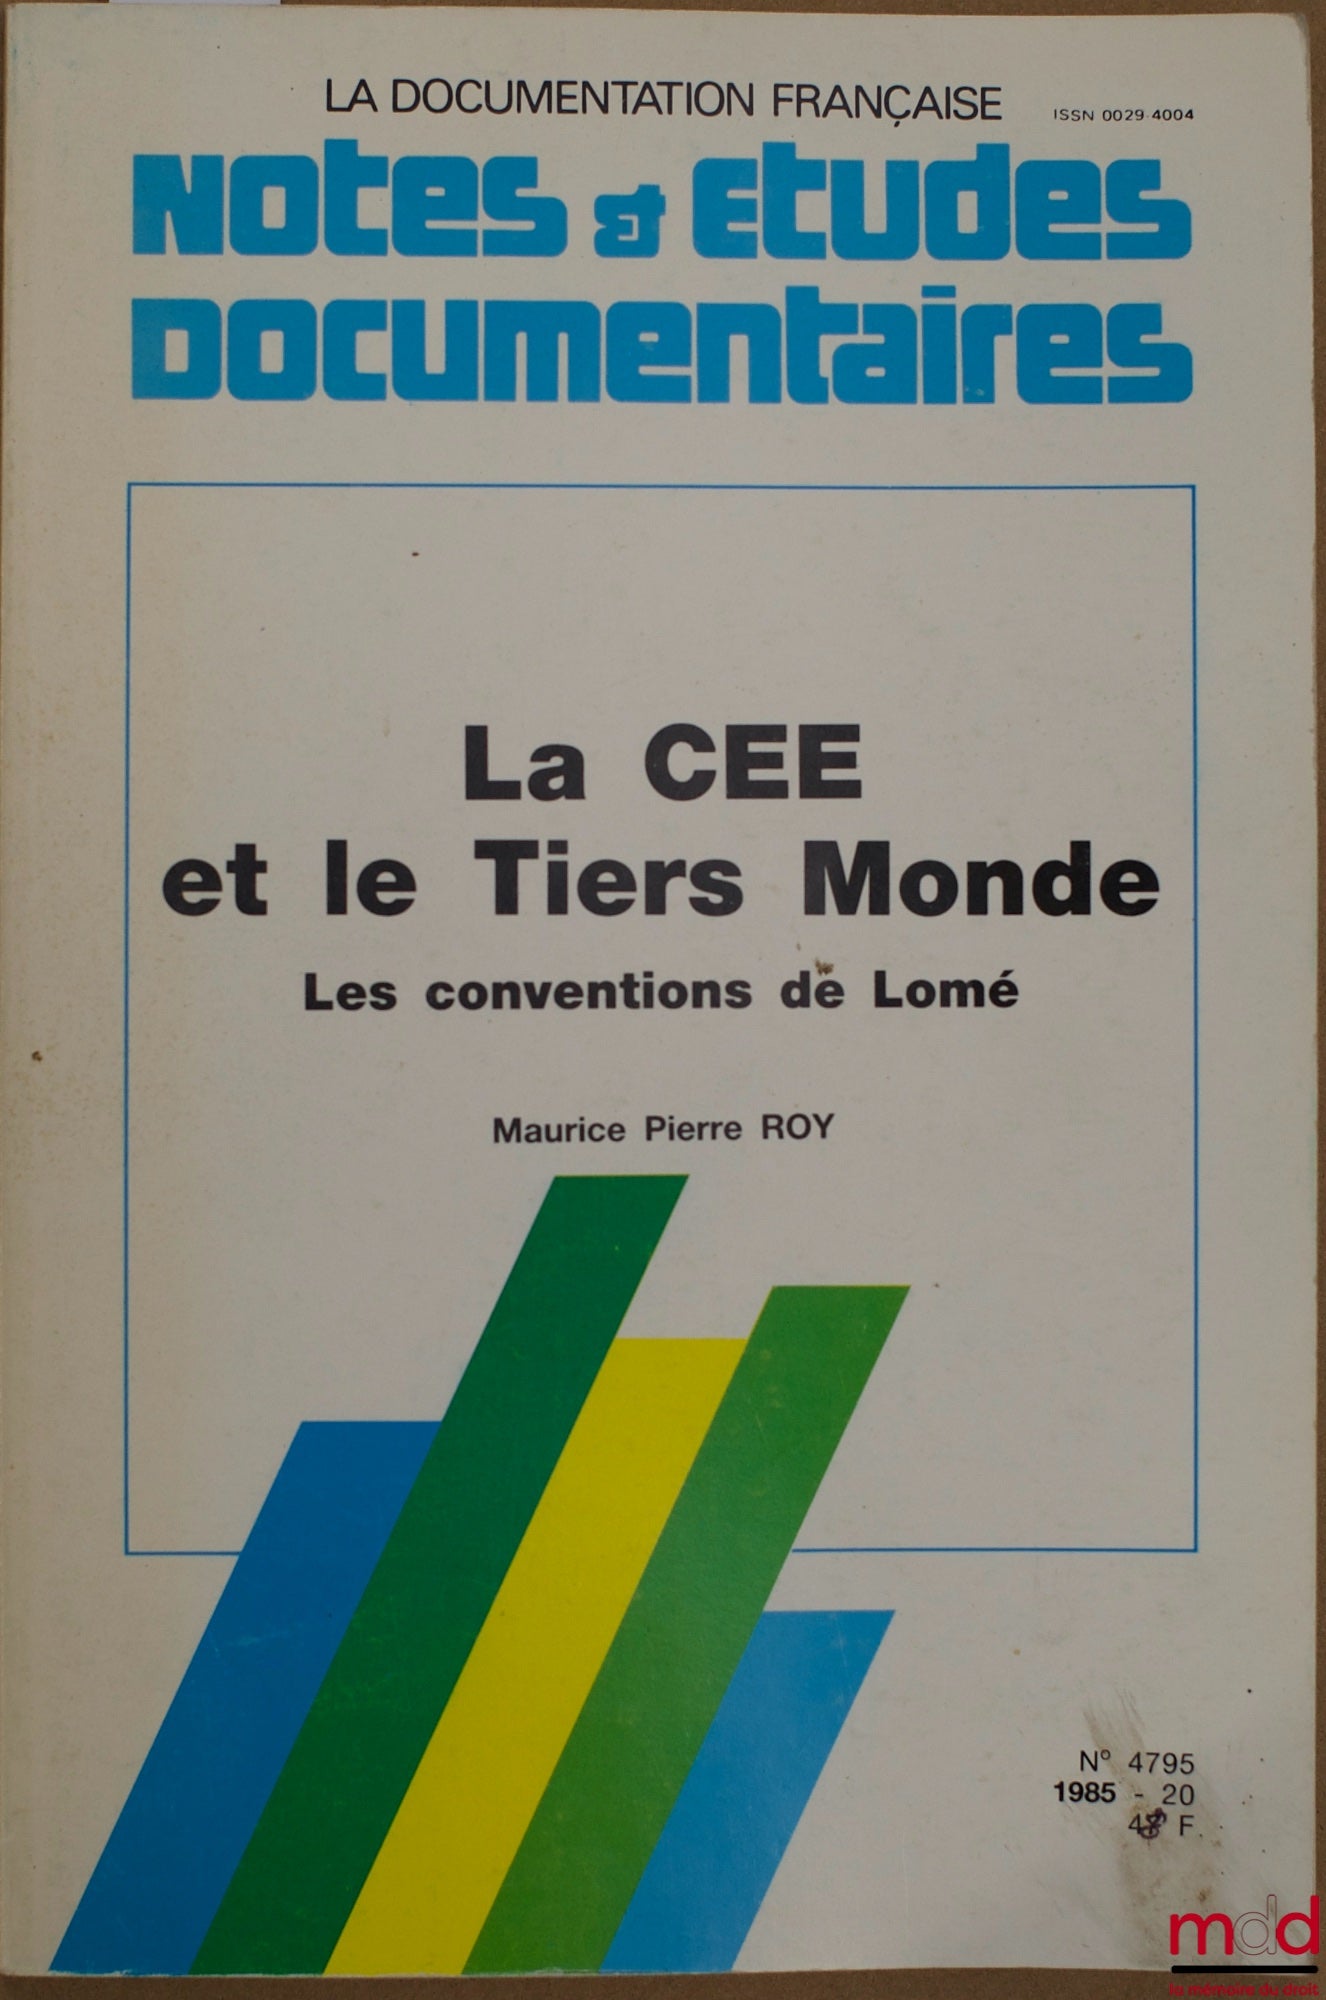 LA DOCUMENTATION FRANÇAISE
ISSN 0029-4004
Notes & Etudes
Documentaires
La CEE
et le Tiers Monde
Les conventions de Lomé
Maurice Pierre ROY
N° 4795
1985 - 20
F
mdd
la mémoire du droit